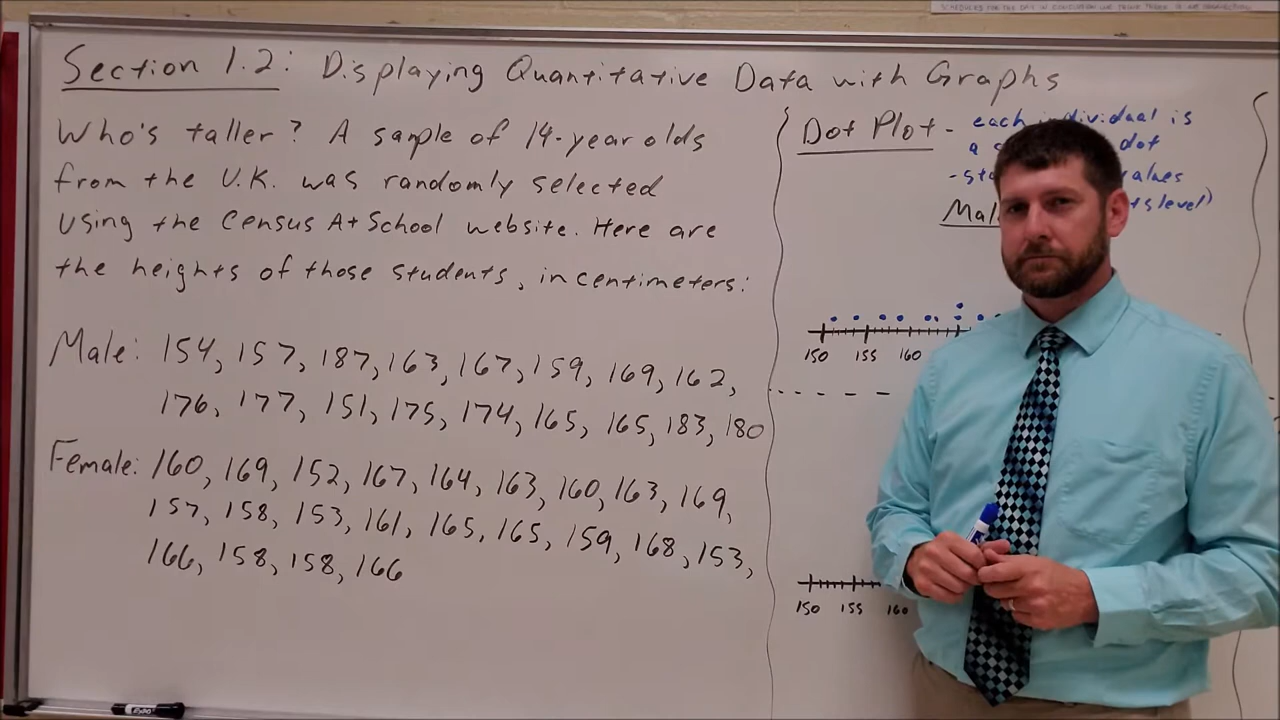 Section 1.2: Displaying Quantitative Data with Graphs
Who's taller? A sample of 14-year olds
from the U.K. was randomly selected
using the Census At School website. Here are
the heights of those students, in centimeters:
Male: 154, 157, 187, 163, 167, 159, 169, 162,
176, 177, 151, 175, 174, 165, 165, 183, 180
Female: 160, 169, 152, 167, 164, 163, 160, 163, 169,
157, 158, 153, 161, 165, 165, 159, 168, 153,
166, 158, 158, 166
Dot Plot - each individual is
a dot
150 155 160
150 155 160